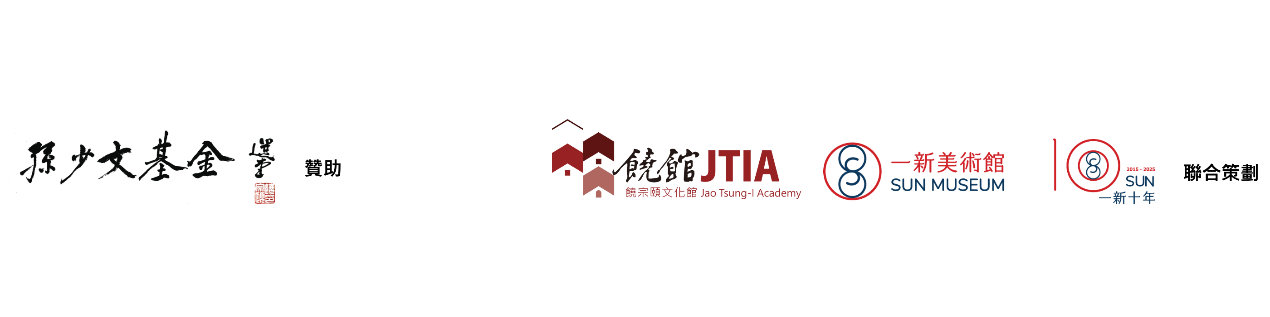 孫少文基金
贊助
饒館JTIA
饒宗頤文化館 Jao Tsung-I Academy
一新美術館
SUN MUSEUM
2015 - 2025
SUN
一新十年
聯合策劃